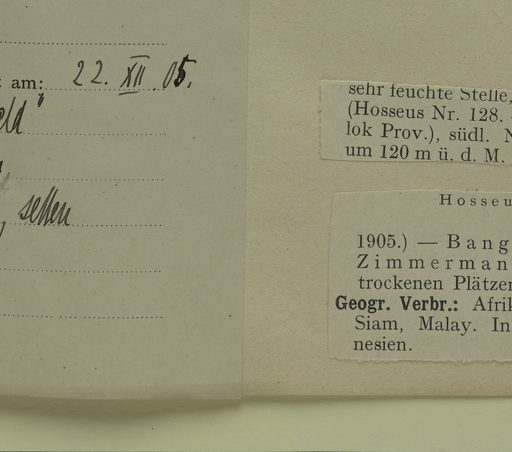 am: 22. XII. 05.
selten
sehr feuchte Stelle,
(Hosseus Nr. 128.
lok Prov.), südl.
um 120 m ü. d. M.
Hosseu
1905.) — Bang
Zimmerman
trockenen Plätzen
Geogr. Verbr.: Afrik
Siam, Malay. In
nesien.